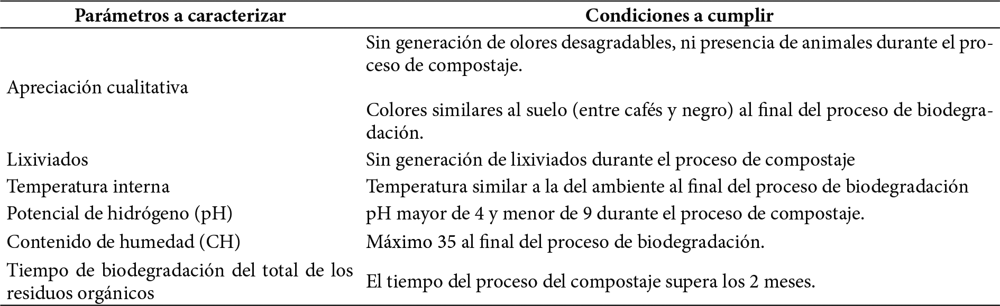 Parámetros a caracterizar
Condiciones a cumplir
Apreciación cualitativa
Sin generación de olores desagradables, ni presencia de animales durante el pro-
ceso de compostaje.
Colores similares al suelo (entre cafés y negro) al final del proceso de biodegra-
dación.
Lixiviados
Sin generación de lixiviados durante el proceso de compostaje
Temperatura interna
Temperatura similar a la del ambiente al final del proceso de biodegradación
Potencial de hidrógeno (pH)
pH mayor de 4 y menor de 9 durante el proceso de compostaje.
Contenido de humedad (CH)
Máximo 35 al final del proceso de biodegradación.
Tiempo de biodegradación del total de los
residuos orgánicos
El tiempo del proceso del compostaje supera los 2 meses.